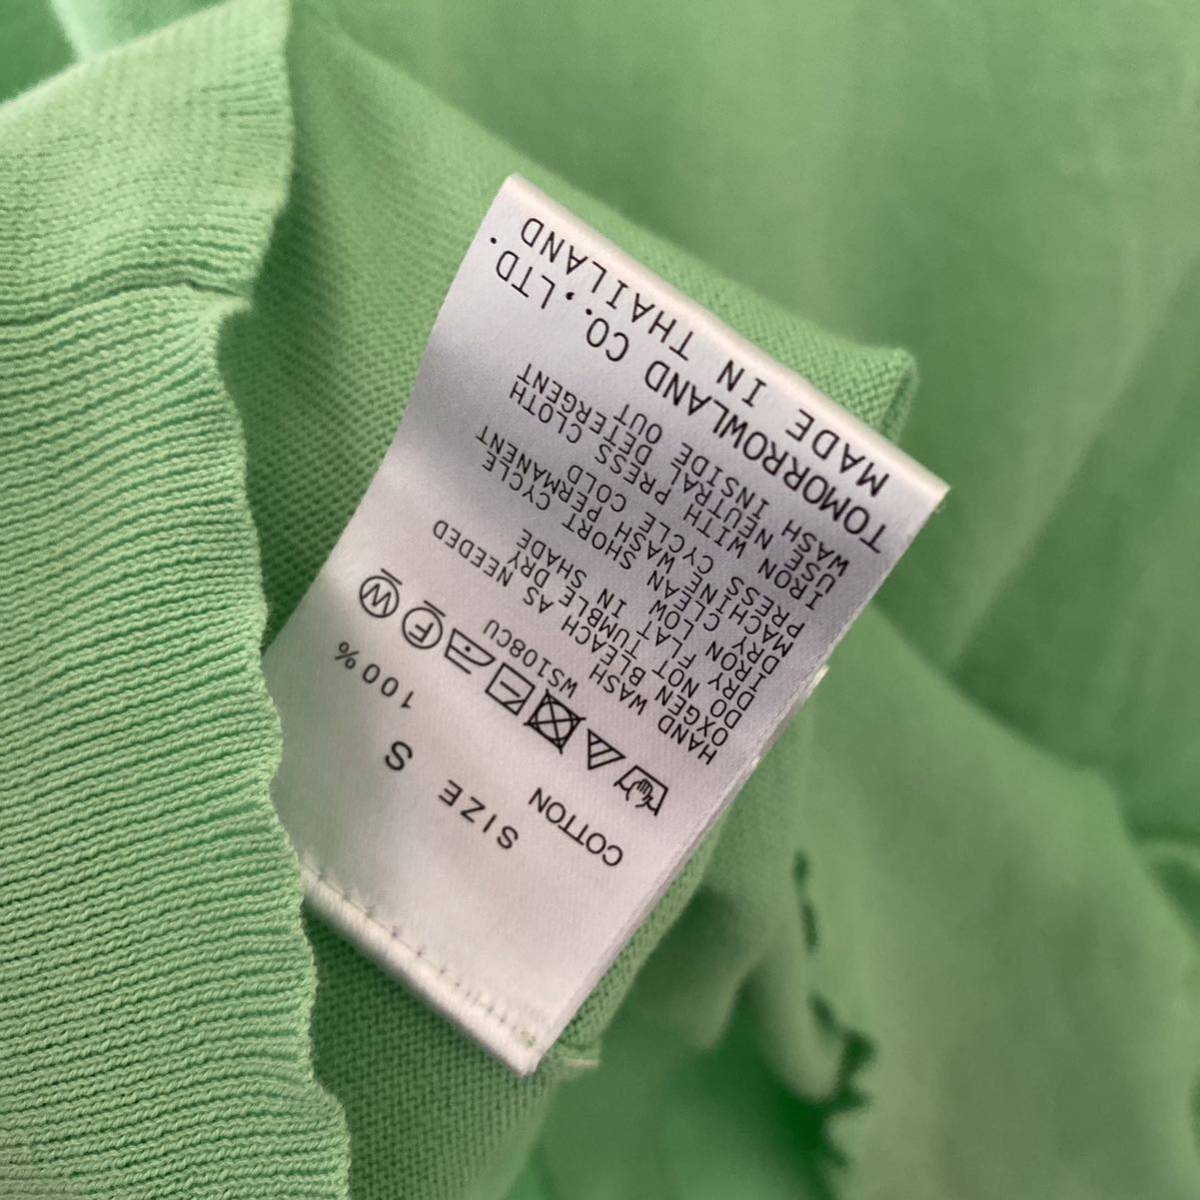 SIZE S
COTTON 100%
F W
WS108CU
HAND WASH
OXGEN BLEACH AS NEEDED
DO NOT TUMBLE DRY
DRY FLAT IN SHADE
IRON LOW
DRY CLEAN SHORT CYCLE
MACHINE WASH PERMANENT
PRESS CYCLE COLD
IRON WITH PRESS CLOTH
USE NEUTRAL DETERGENT
WASH INSIDE OUT
TOMORROWLAND CO.,LTD.
MADE IN THAILAND